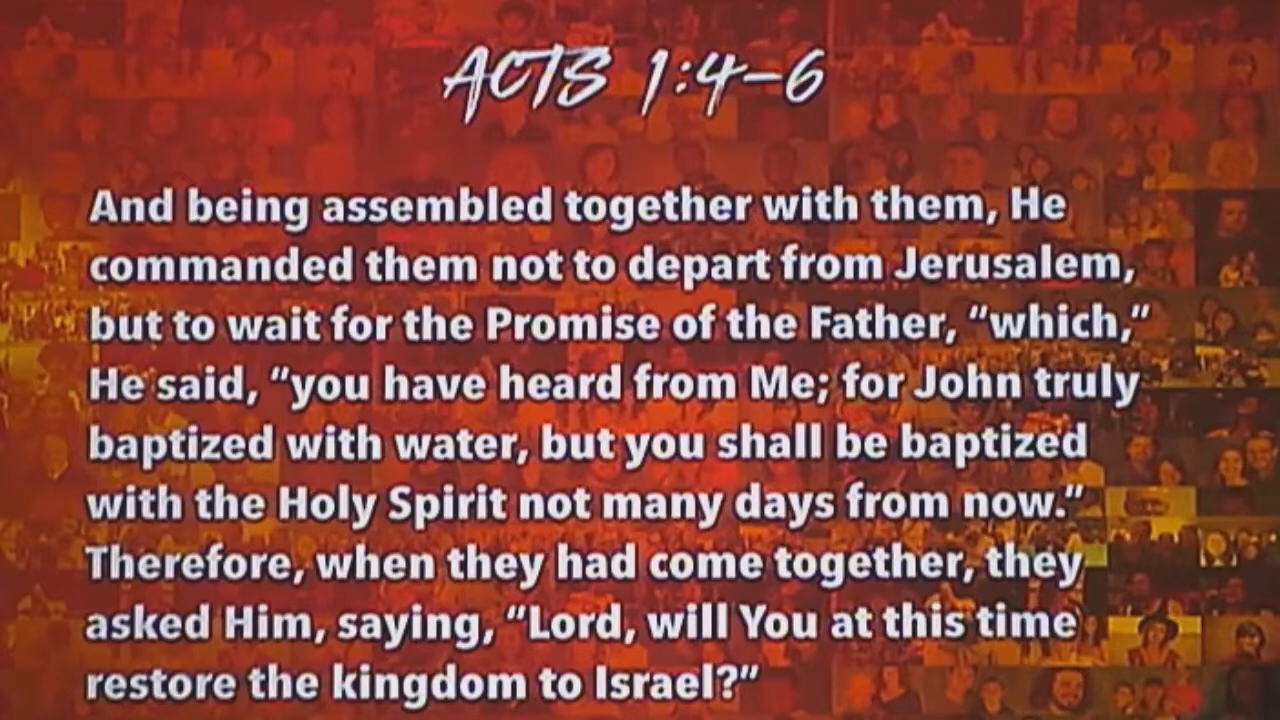 ACTS 1:4-6
And being assembled together with them, He
commanded them not to depart from Jerusalem,
but to wait for the Promise of the Father, “which,”
He said, “you have heard from Me; for John truly
baptized with water, but you shall be baptized
with the Holy Spirit not many days from now.”
Therefore, when they had come together, they
asked Him, saying, “Lord, will You at this time
restore the kingdom to Israel?”